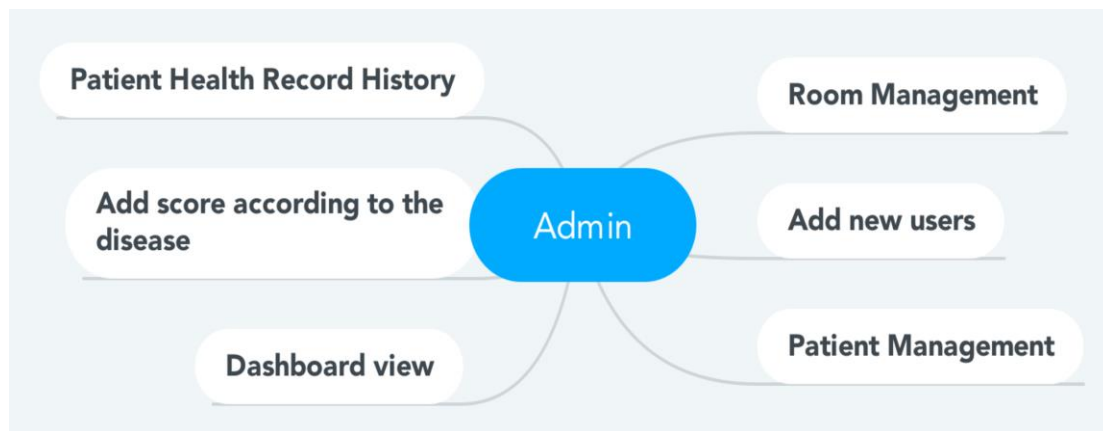 Patient Health Record History
Room Management
Add score according to the
disease
Admin
Add new users
Dashboard view
Patient Management